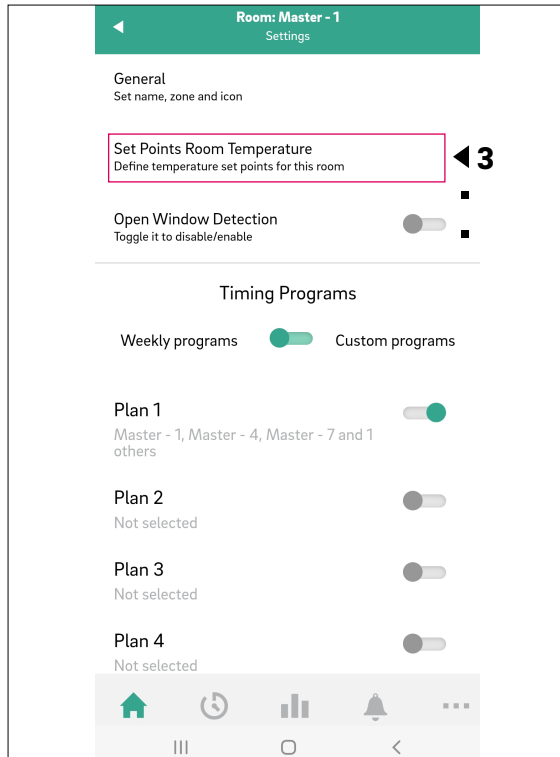 Room: Master - 1
Settings
General
Set name, zone and icon
Set Points Room Temperature
Define temperature set points for this room
3
Open Window Detection
Toggle it to disable/enable
Timing Programs
Weekly programs Custom programs
Plan 1
Master - 1, Master - 4, Master - 7 and 1
others
Plan 2
Not selected
Plan 3
Not selected
Plan 4
Not selected